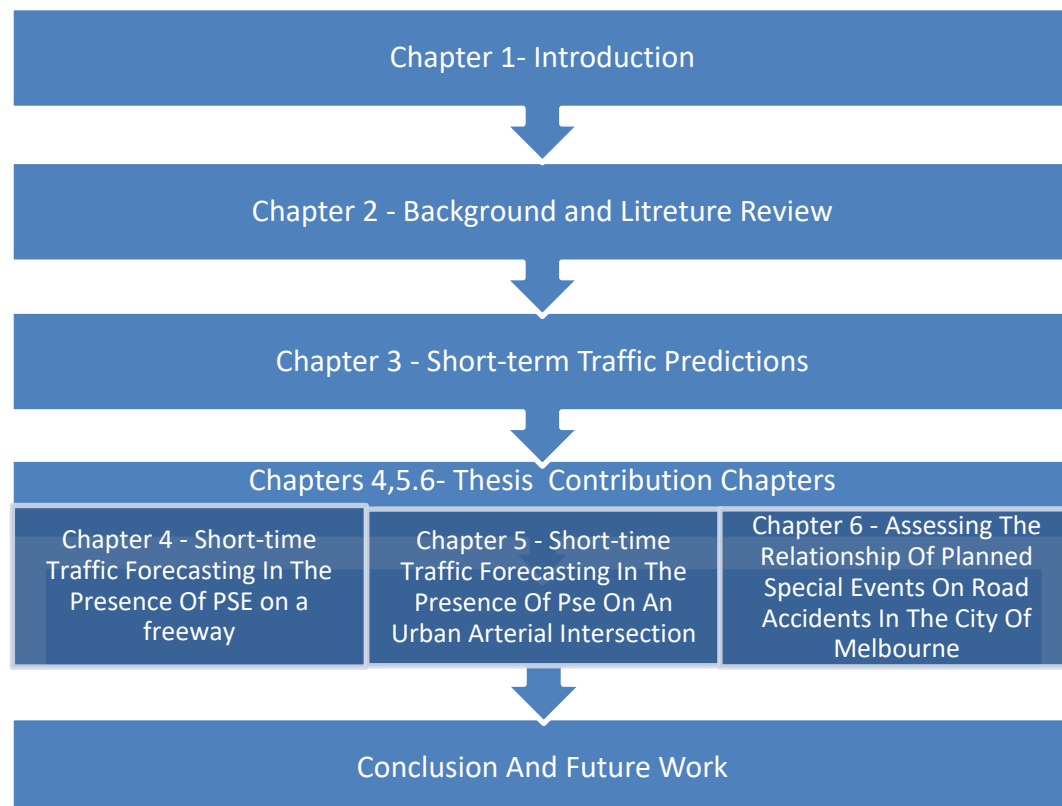 Chapter 1- Introduction
Chapter 2 - Background and Litreture Review
Chapter 3 - Short-term Traffic Predictions
Chapters 4,5.6- Thesis  Contribution Chapters
Chapter 4 - Short-time
Traffic Forecasting In The
Presence Of PSE on a
freeway
Chapter 5 - Short-time
Traffic Forecasting In The
Presence Of Pse On An
Urban Arterial Intersection
Chapter 6 - Assessing The
Relationship Of Planned
Special Events On Road
Accidents In The City Of
Melbourne
Conclusion And Future Work